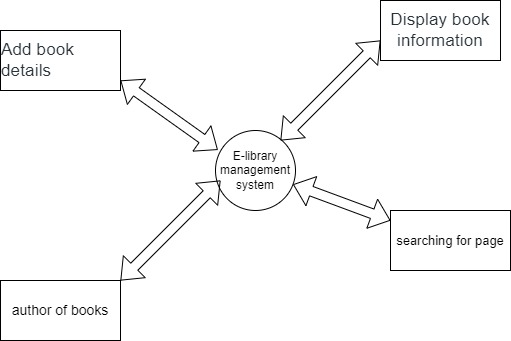 Display book
information
Add book
details
E-library
management
system
searching for page
author of books